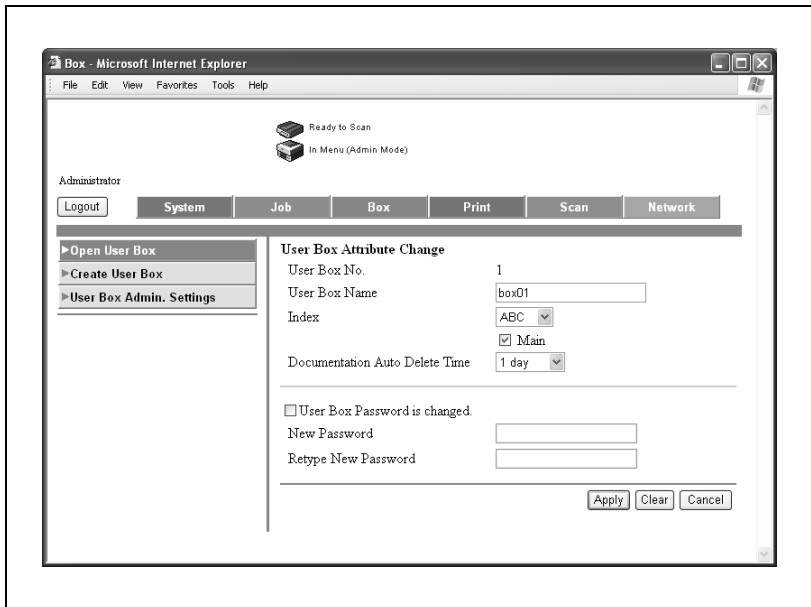 Box - Microsoft Internet Explorer
File Edit View Favorites Tools Help
Ready to Scan
In Menu (Admin Mode)
Administrator
Logout System Job Box Print Scan Network
Open User Box
Create User Box
User Box Admin. Settings
User Box Attribute Change
User Box No. 1
User Box Name box01
Index ABC
Main
Documentation Auto Delete Time 1 day
User Box Password is changed.
New Password
Retype New Password
Apply Clear Cancel